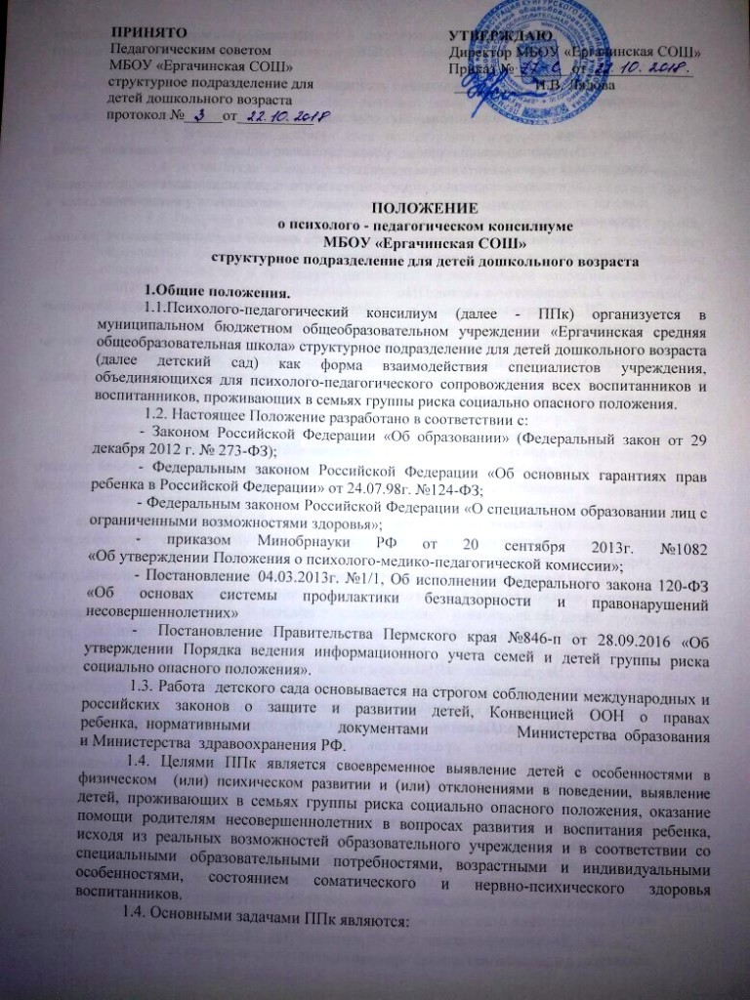 ПРИНЯТО
Педагогическим советом
МБОУ «Ергачинская СОШ»
структурное подразделение для
детей дошкольного возраста
протокол № 3 от 22.10.2018
УТВЕРЖДАЮ
Директор МБОУ «Ергачинская СОШ»
Приказ № от 22.10.2018.
И.В. Лядова
ПОЛОЖЕНИЕ
о психолого - педагогическом консилиуме
МБОУ «Ергачинская СОШ»
структурное подразделение для детей дошкольного возраста
1.Общие положения.
1.1.Психолого-педагогический консилиум (далее - ППк) организуется в
муниципальном бюджетном общеобразовательном учреждении «Ергачинская средняя
общеобразовательная школа» структурное подразделение для детей дошкольного возраста
(далее детский сад) как форма взаимодействия специалистов учреждения,
объединяющихся для психолого-педагогического сопровождения всех воспитанников и
воспитанников, проживающих в семьях группы риска социально опасного положения.
1.2. Настоящее Положение разработано в соответствии с:
- Законом Российской Федерации «Об образовании» (Федеральный закон от 29
декабря 2012 г. № 273-ФЗ);
- Федеральным законом Российской Федерации «Об основных гарантиях прав
ребенка в Российской Федерации» от 24.07.98г. №124-ФЗ;
- Федеральным законом Российской Федерации «О специальном образовании лиц с
ограниченными возможностями здоровья»;
- приказом Минобрнауки РФ от 20 сентября 2013г. №1082
«Об утверждении Положения о психолого-медико-педагогической комиссии»;
- Постановление 04.03.2013г. №1/1, Об исполнении Федерального закона 120-ФЗ
«Об основах системы профилактики безнадзорности и правонарушений
несовершеннолетних»
- Постановление Правительства Пермского края №846-п от 28.09.2016 «Об
утверждении Порядка ведения информационного учета семей и детей группы риска
социально опасного положения».
1.3. Работа детского сада основывается на строгом соблюдении международных и
российских законов о защите и развитии детей, Конвенцией ООН о правах
ребенка, нормативными документами Министерства образования
и Министерства здравоохранения РФ.
1.4. Целями ППк является своевременное выявление детей с особенностями в
физическом (или) психическом развитии и (или) отклонениями в поведении, выявление
детей, проживающих в семьях группы риска социально опасного положения, оказание
помощи родителям несовершеннолетних в вопросах развития и воспитания ребенка,
исходя из реальных возможностей образовательного учреждения и в соответствии со
специальными образовательными потребностями, возрастными и индивидуальными
особенностями, состоянием соматического и нервно-психического здоровья
воспитанников.
1.4. Основными задачами ППк являются: